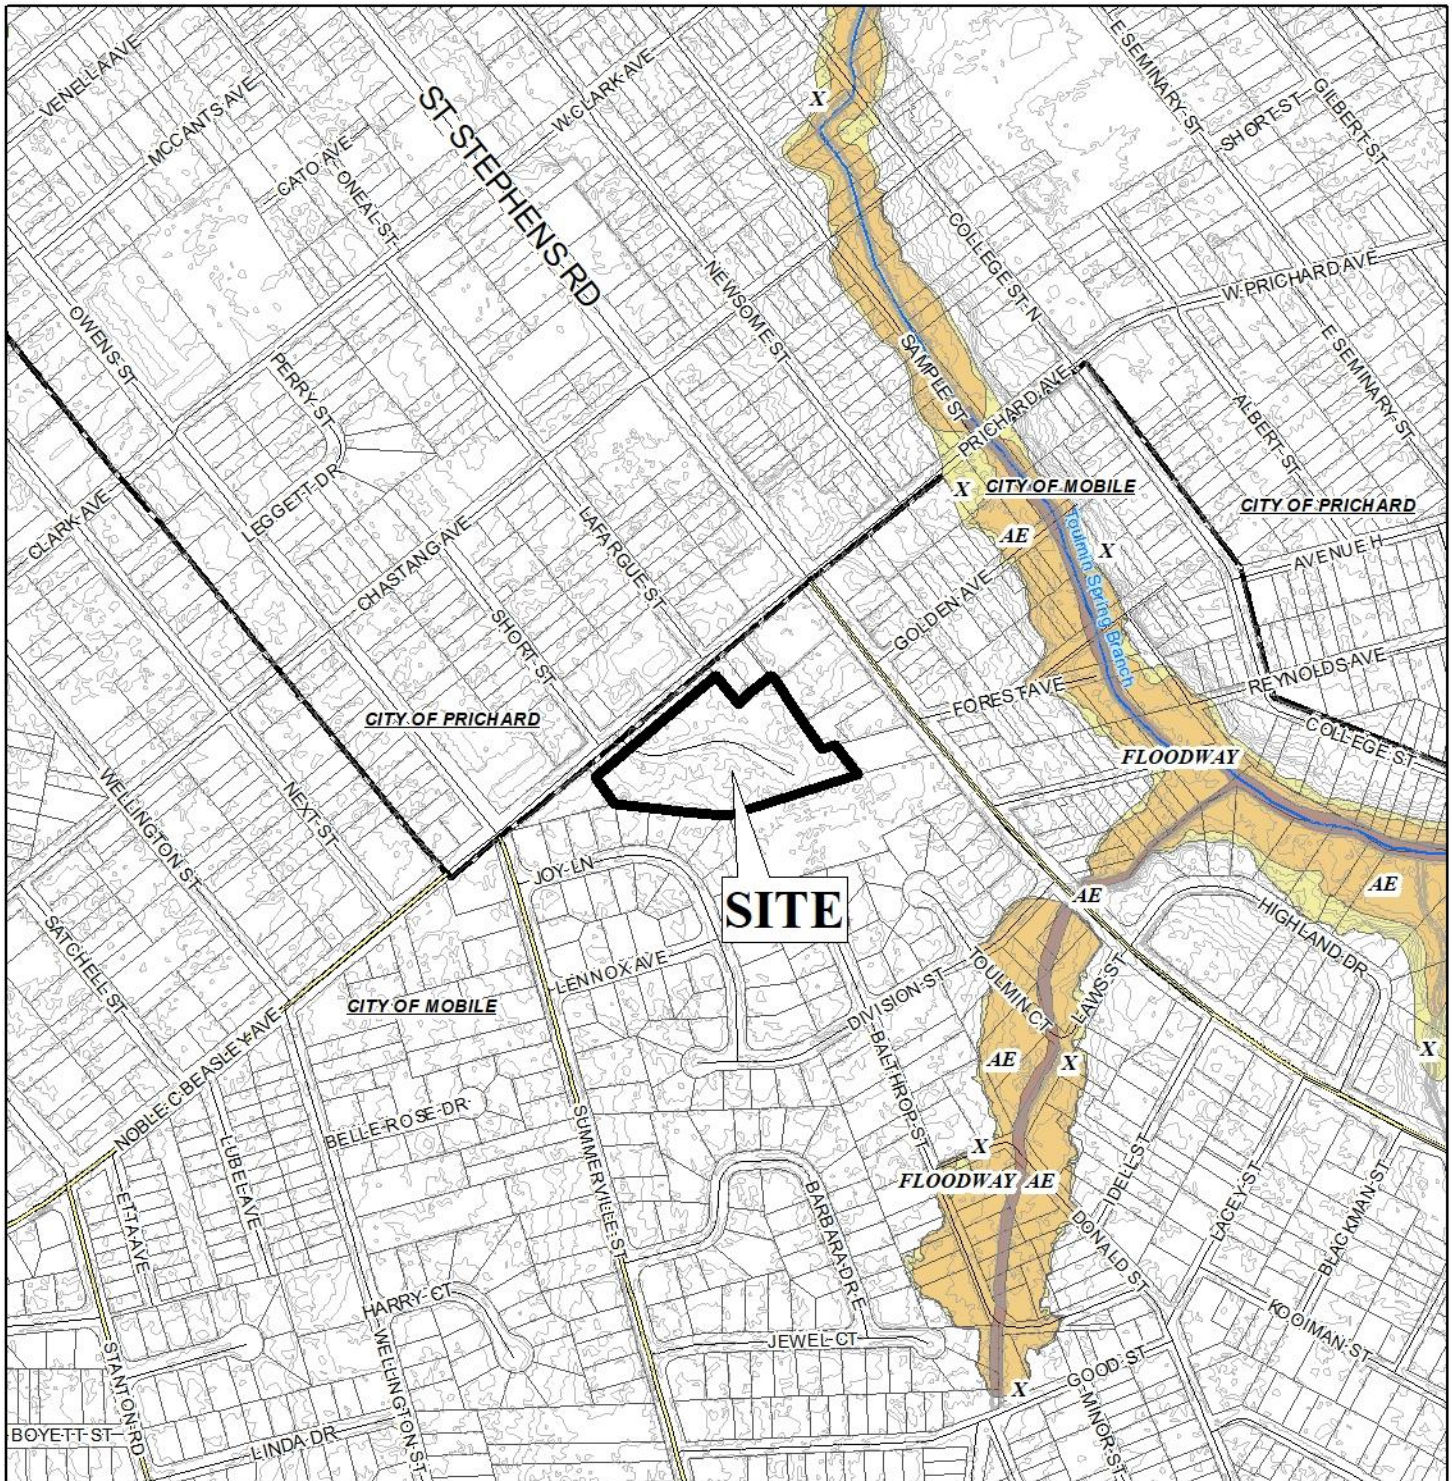 VENELLA AVE
MCCANTS AVE
CATO AVE
ONEAL ST
ST STEPHENS RD
W CLARK AVE
X
E SEMINARY ST
SHORT ST
GILBERT ST
COLLEGE ST N
W PRICHARD AVE
NEWSOME ST
OWENS ST
PERRY ST
SAMPLE ST
PRICHARD AVE
ALBERT ST
E SEMINARY ST
LEGGETT DR
CLARK AVE
CHASTANG AVE
LAFARGUE ST
X
CITY OF MOBILE
CITY OF PRICHARD
AE
X
Toulmin Spring Branch
AVENUE H
GOLDEN AVE
SHORT ST
FOREST AVE
REYNOLDS AVE
CITY OF PRICHARD
COLLEGE ST
FLOODWAY
WELLINGTON ST
NEXT ST
JOY LN
SITE
AE
AE
HIGHLAND DR
SATCHELL ST
LENNOX AVE
TOULMIN CT
LAWS ST
DIVISION ST
CITY OF MOBILE
NOBLE C BEASLEY AVE
BALTHROP ST
AE
X
X
BELLE ROSE DR
SUMMERVILLE ST
LUBEL AVE
ETTA AVE
X
FLOODWAY
AE
IDELL ST
LACEY ST
BLACKMAN ST
BARBARA DR E
DONALD ST
HARRY CT
KOOIMAN ST
JEWEL CT
STANTON RD
WELLINGTON ST
GOOD ST
X
MINOR ST
BOYETT ST
LINDA DR